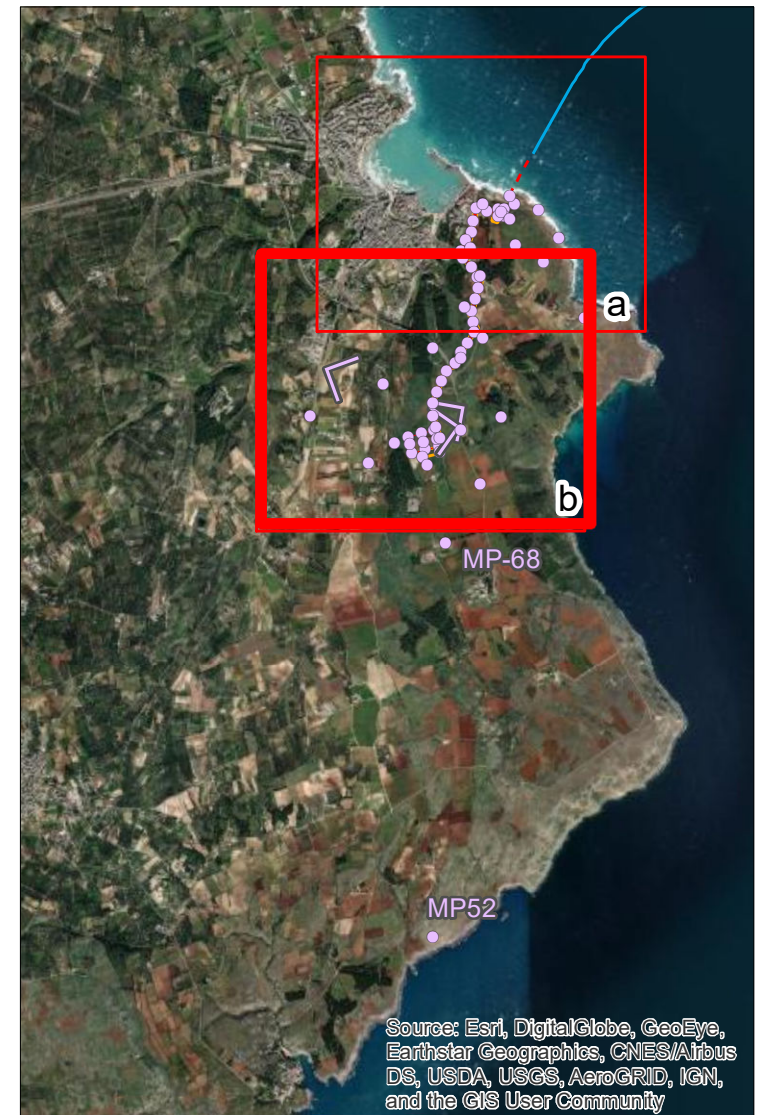 a
b
MP-68
MP52
Source: Esri, DigitalGlobe, GeoEye,
Earthstar Geographics, CNES/Airbus
DS, USDA, USGS, AeroGRID, IGN,
and the GIS User Community